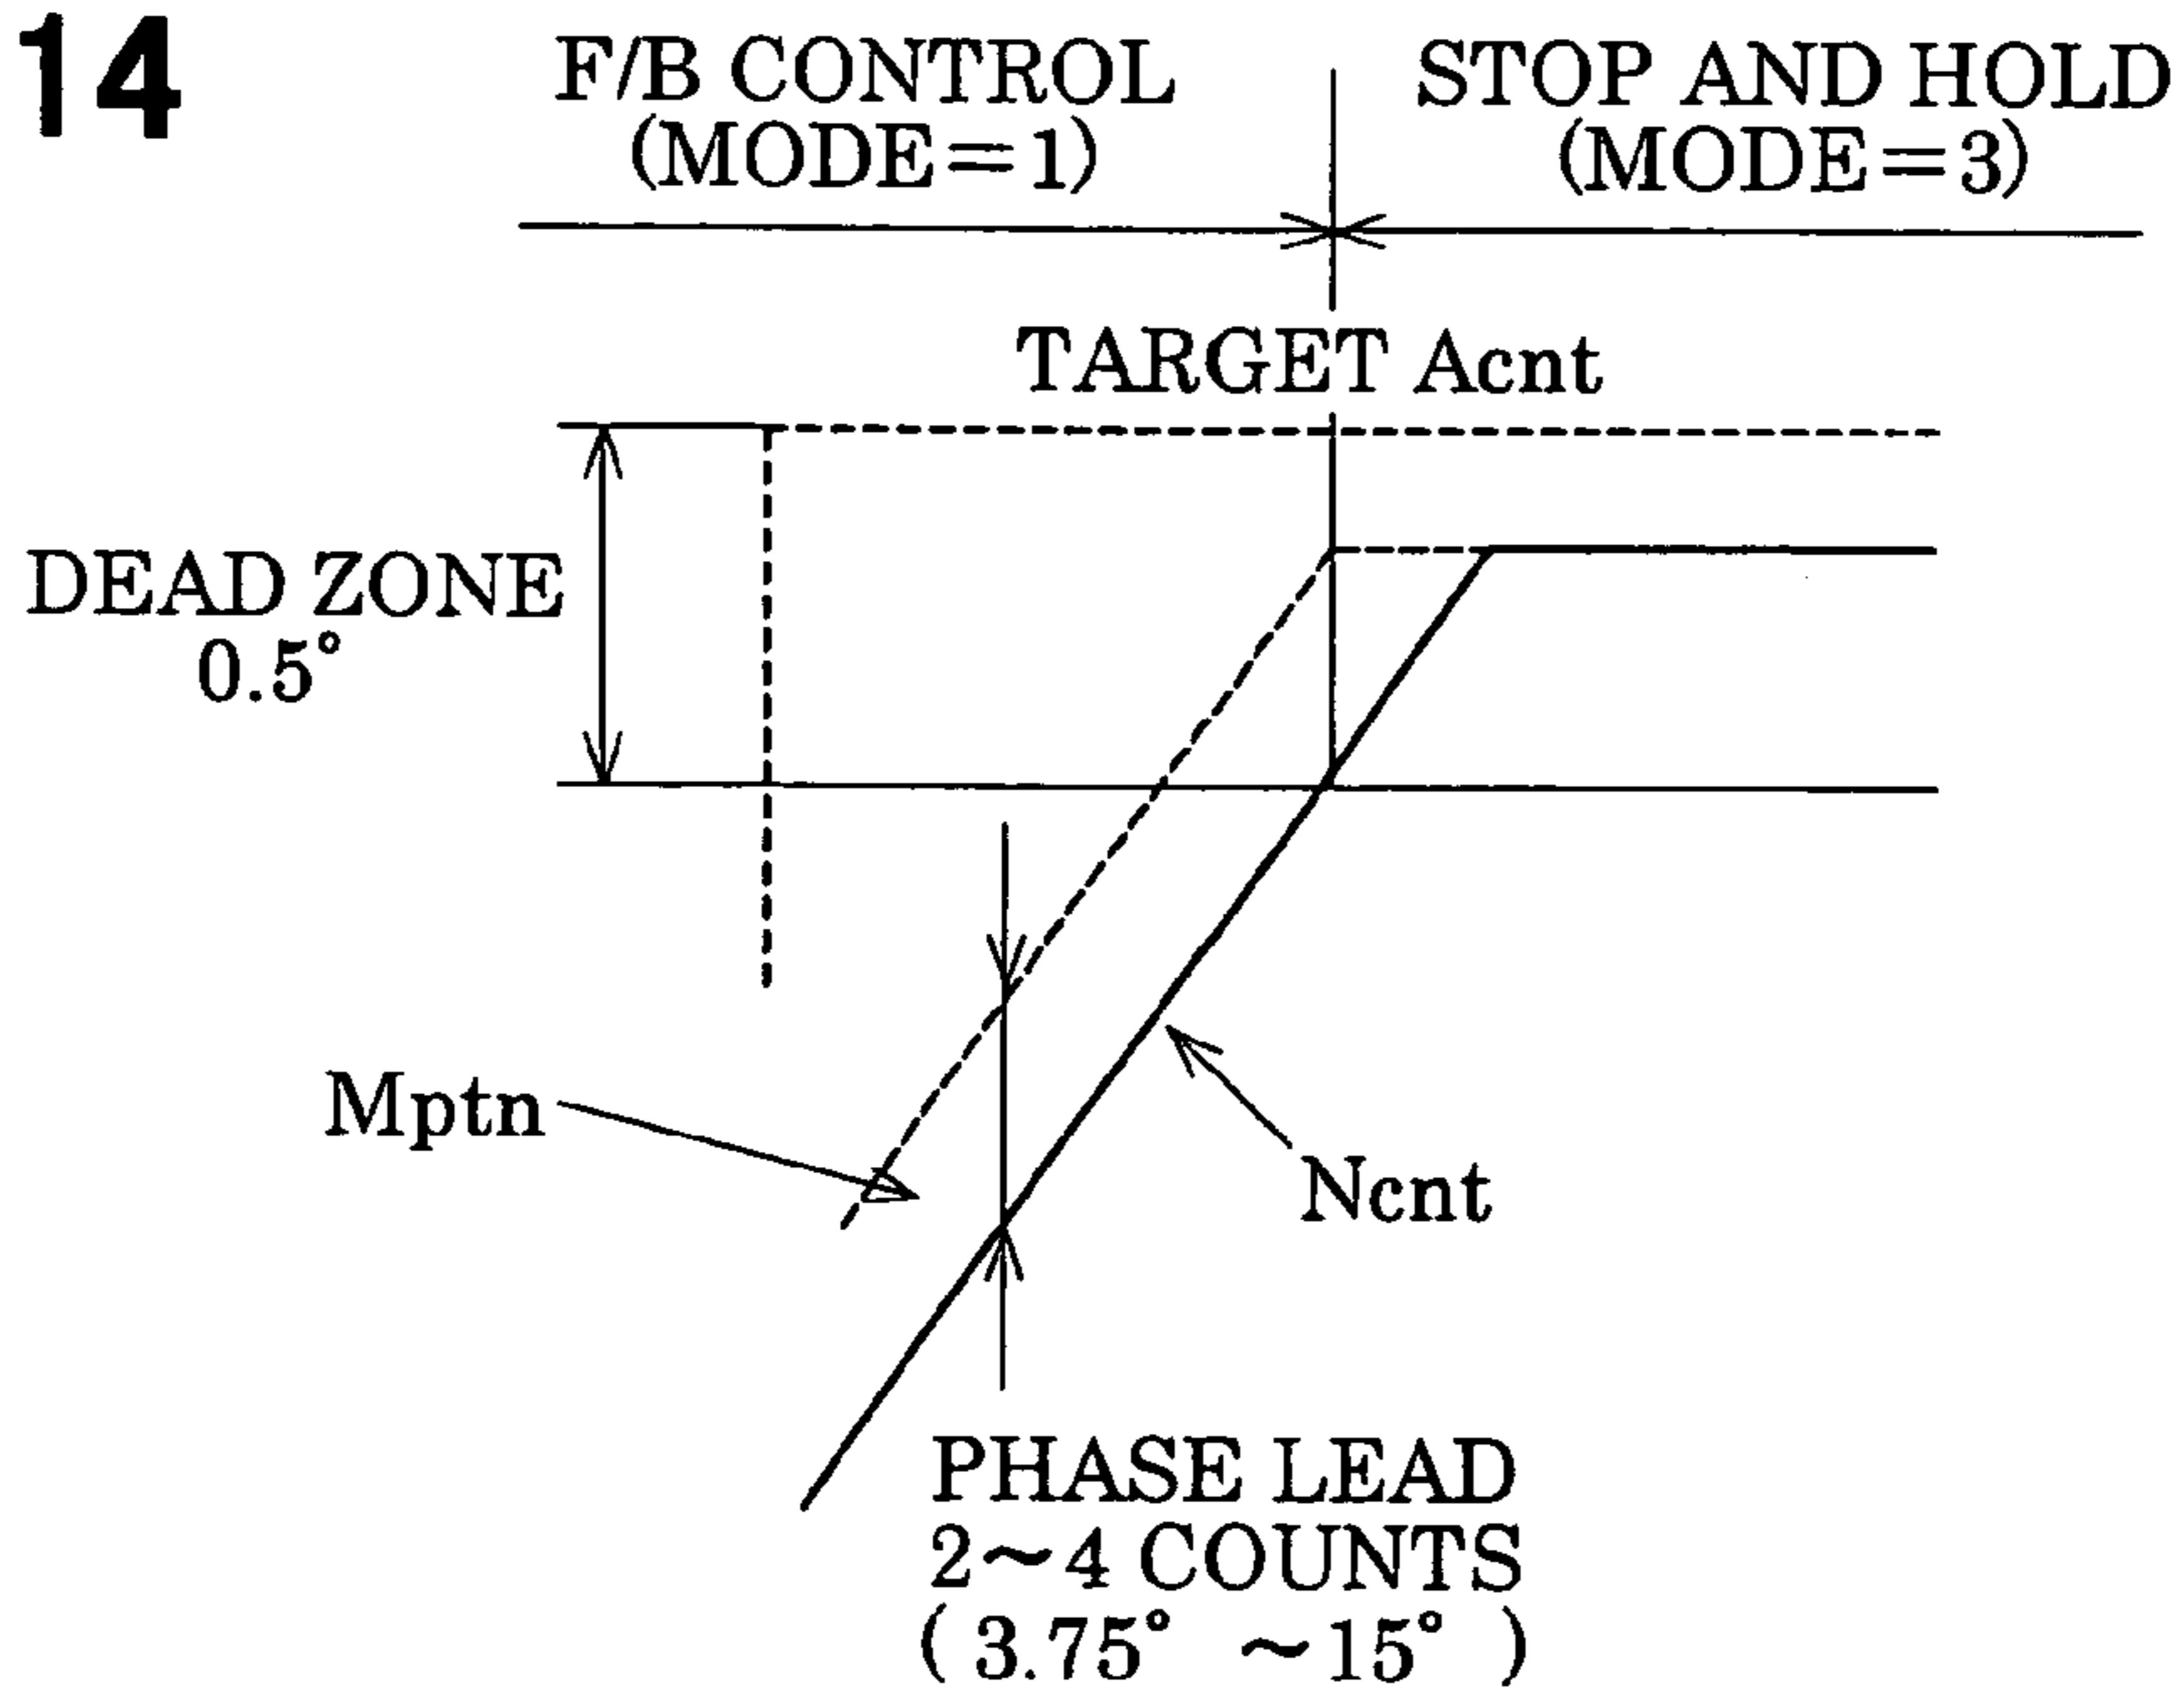 14
F/B CONTROL
(MODE=1)
STOP AND HOLD
(MODE=3)
TARGET Acnt
DEAD ZONE
0.5°
Mptn
Ncnt
PHASE LEAD
2~4 COUNTS
( 3.75° ~15° )